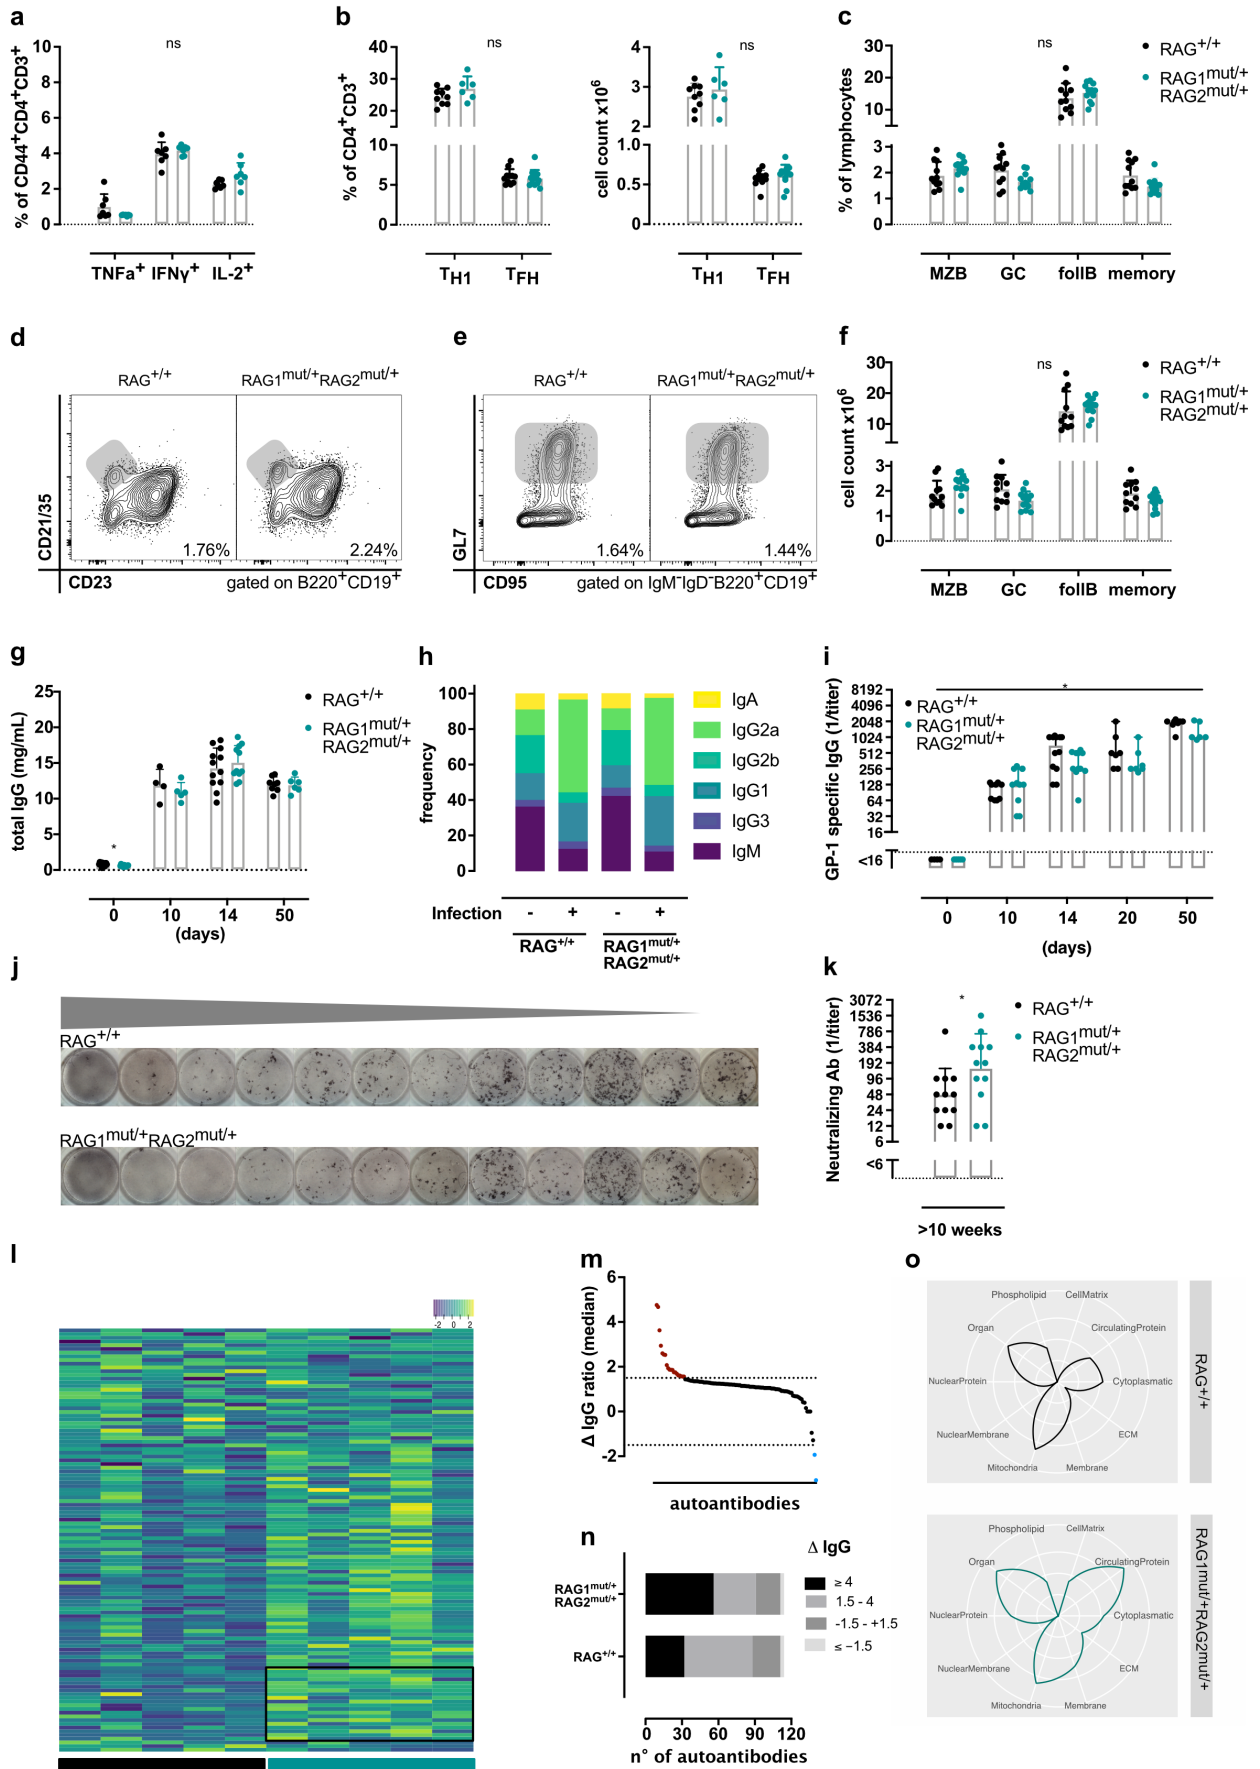 a
% of CD44+CD4+CD3+
10
8
6
4
2
0
ns
TNFa+ IFNγ+ IL-2+
b
% of CD4+CD3+
40
30
20
10
5
0
ns
TH1 TFH
cell count x10⁶
4
3
2
1.0
0.5
0
ns
TH1 TFH
c
% of lymphocytes
30
20
10
3
2
1
0
ns
RAG+/+
RAG1mut/+
RAG2mut/+
MZB GC follB memory
d
RAG+/+ RAG1mut/+RAG2mut/+
CD21/35
1.76% 2.24%
CD23 gated on B220+CD19+
e
RAG+/+ RAG1mut/+RAG2mut/+
GL7
1.64% 1.44%
CD95 gated on IgM-IgD-B220+CD19+
f
cell count x10⁶
30
20
10
3
2
1
0
ns
RAG+/+
RAG1mut/+
RAG2mut/+
MZB GC follB memory
g
total IgG (mg/mL)
25
20
15
10
5
0
*
RAG+/+
RAG1mut/+
RAG2mut/+
0 10 14 50
(days)
h
frequency
100
80
60
40
20
0
IgA
IgG2a
IgG2b
IgG1
IgG3
IgM
Infection - + - +
RAG+/+ RAG1mut/+
RAG2mut/+
i
GP-1 specific IgG (1/titer)
8192
4096
2048
1024
512
256
128
64
32
16
<16
*
RAG+/+
RAG1mut/+
RAG2mut/+
0 10 14 20 50
(days)
j
RAG+/+
RAG1mut/+RAG2mut/+
k
Neutralizing Ab (1/titer)
3072
1536
786
384
192
96
48
24
12
6
<6
*
RAG+/+
RAG1mut/+
RAG2mut/+
>10 weeks
l
-2 0 2
m
Δ IgG ratio (median)
6
4
2
0
-2
autoantibodies
n
Δ IgG
≥ 4
1.5 - 4
-1.5 - +1.5
≤ −1.5
RAG1mut/+
RAG2mut/+
RAG+/+
0 30 60 90 120
n° of autoantibodies
o
Phospholipid CellMatrix
Organ CirculatingProtein
NuclearProtein Cytoplasmatic
NuclearMembrane ECM
Mitochondria Membrane
RAG+/+
Phospholipid CellMatrix
Organ CirculatingProtein
NuclearProtein Cytoplasmatic
NuclearMembrane ECM
Mitochondria Membrane
RAG1mut/+RAG2mut/+